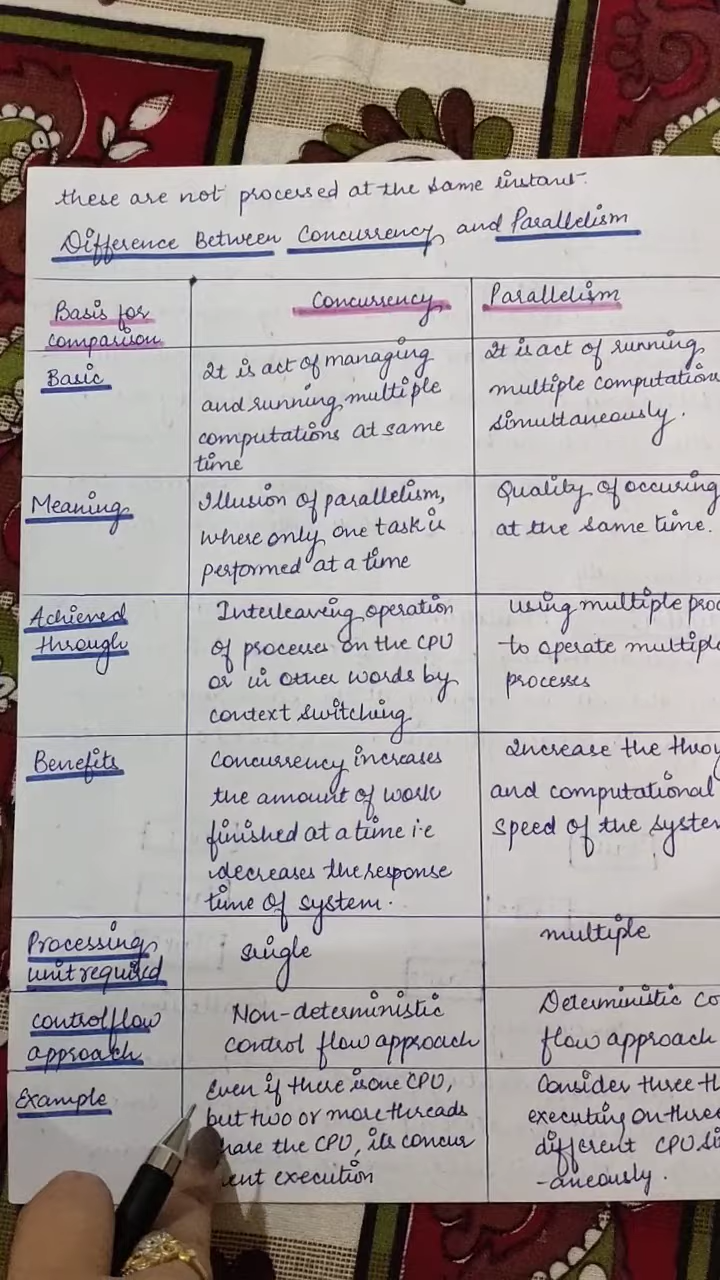 these are not processed at the same instant.
Difference Between Concurrency and Parallelism
Basis for
comparison
Concurrency
Parallelism
Basic
It is act of managing
and running multiple
computations at same
time
It is act of running
multiple computation
simultaneously.
Meaning
Illusion of parallelism,
where only one task is
performed at a time
Quality of occuring
at the same time.
Achieved
through
Interleaving operation
of processes on the CPU
or in other words by
context switching
using multiple
to operate multiple
processes
Benefits
Concurrency increases
the amount of work
finished at a time i.e
decreases the response
time of system.
Increase the
and computational
speed of the system
Processing
unit required
single
multiple
control flow
approach
Non-deterministic
control flow approach
Deterministic
flow approach
Example
Even if there is one CPU,
but two or more threads
the CPU, its concur
execution
Consider three
executing on three
different CPU
-aneously.